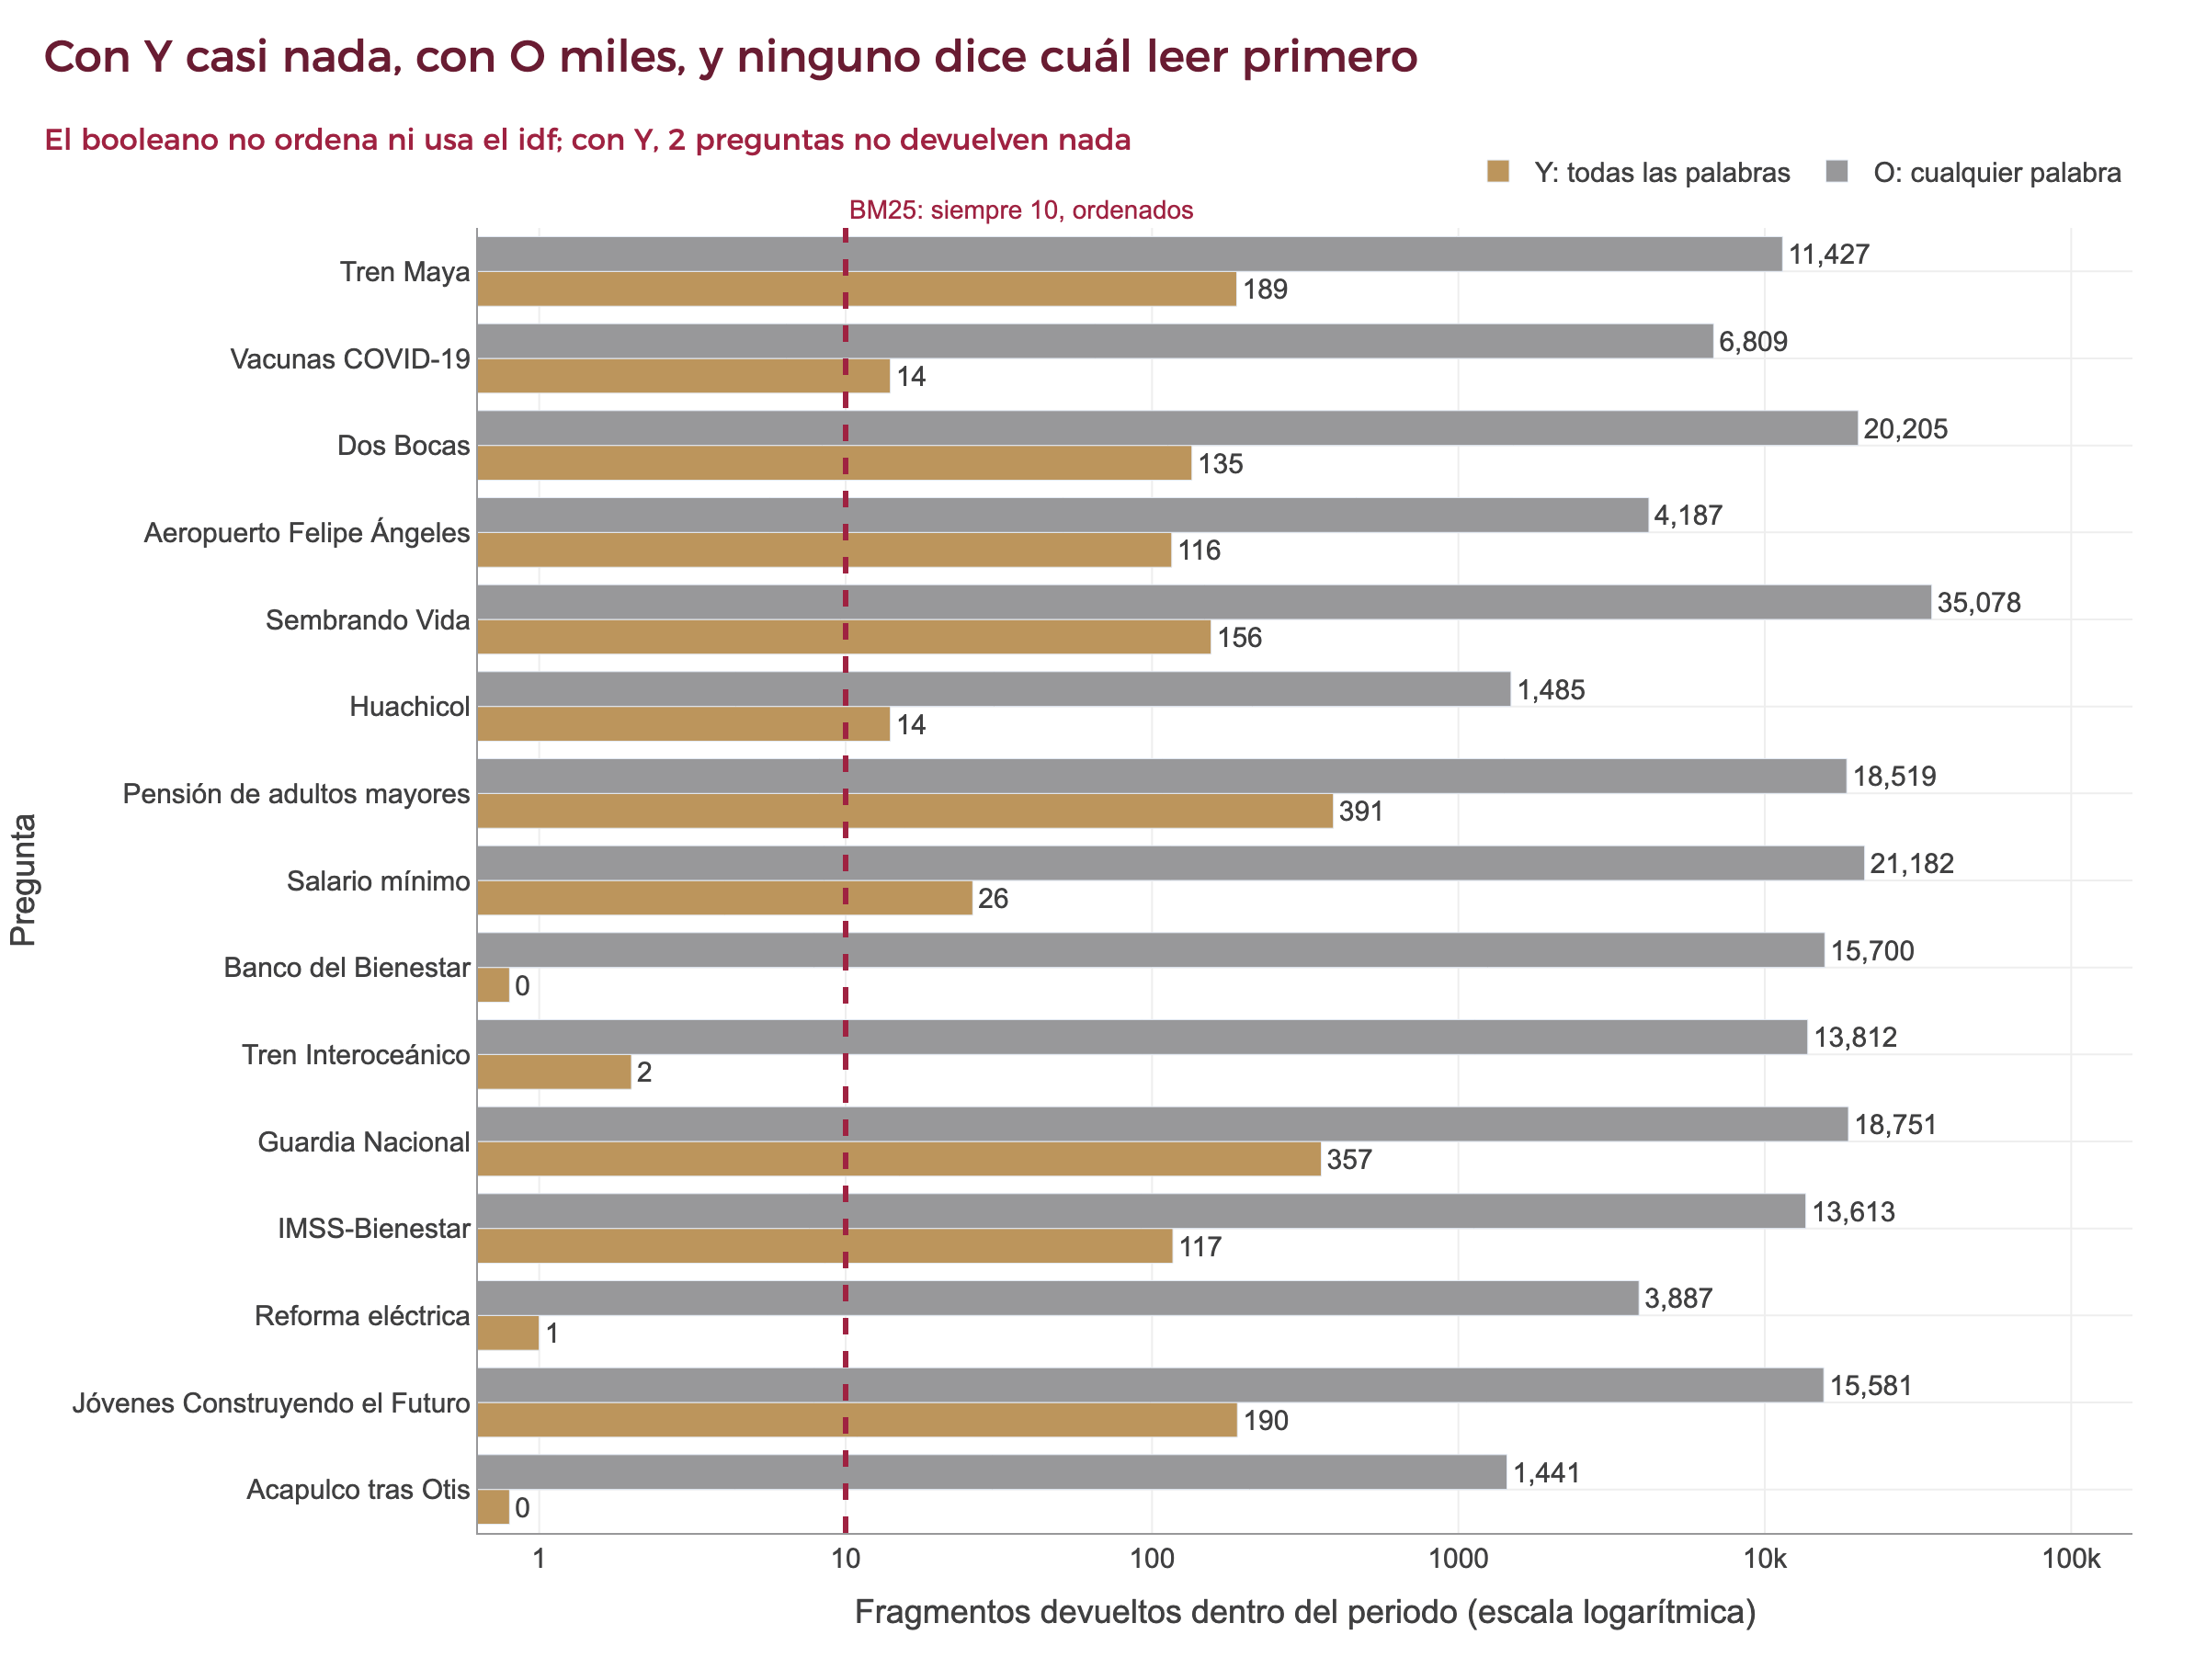 Con Y casi nada, con O miles, y ninguno dice cuál leer primero
El booleano no ordena ni usa el idf; con Y, 2 preguntas no devuelven nada
Y: todas las palabras
O: cualquier palabra
BM25: siempre 10, ordenados
Pregunta
Tren Maya
11,427
189
Vacunas COVID-19
6,809
14
Dos Bocas
20,205
135
Aeropuerto Felipe Ángeles
4,187
116
Sembrando Vida
35,078
156
Huachicol
1,485
14
Pensión de adultos mayores
18,519
391
Salario mínimo
21,182
26
Banco del Bienestar
15,700
0
Tren Interoceánico
13,812
2
Guardia Nacional
18,751
357
IMSS-Bienestar
13,613
117
Reforma eléctrica
3,887
1
Jóvenes Construyendo el Futuro
15,581
190
Acapulco tras Otis
1,441
0
1 10 100 1000 10k 100k
Fragmentos devueltos dentro del periodo (escala logarítmica)